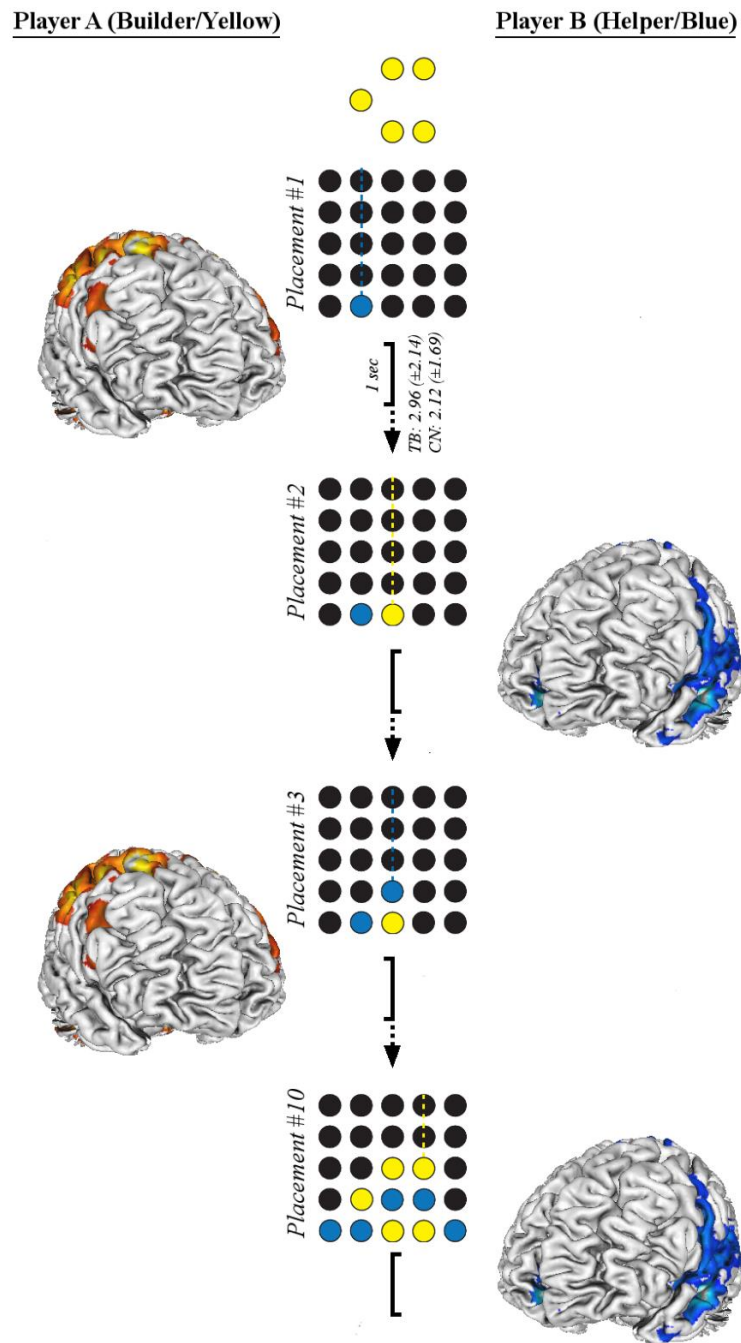 Player A (Builder/Yellow)
Player B (Helper/Blue)
Placement #1
1 sec
TB: 2.96 (±2.14)
CN: 2.12 (±1.69)
Placement #2
Placement #3
Placement #10